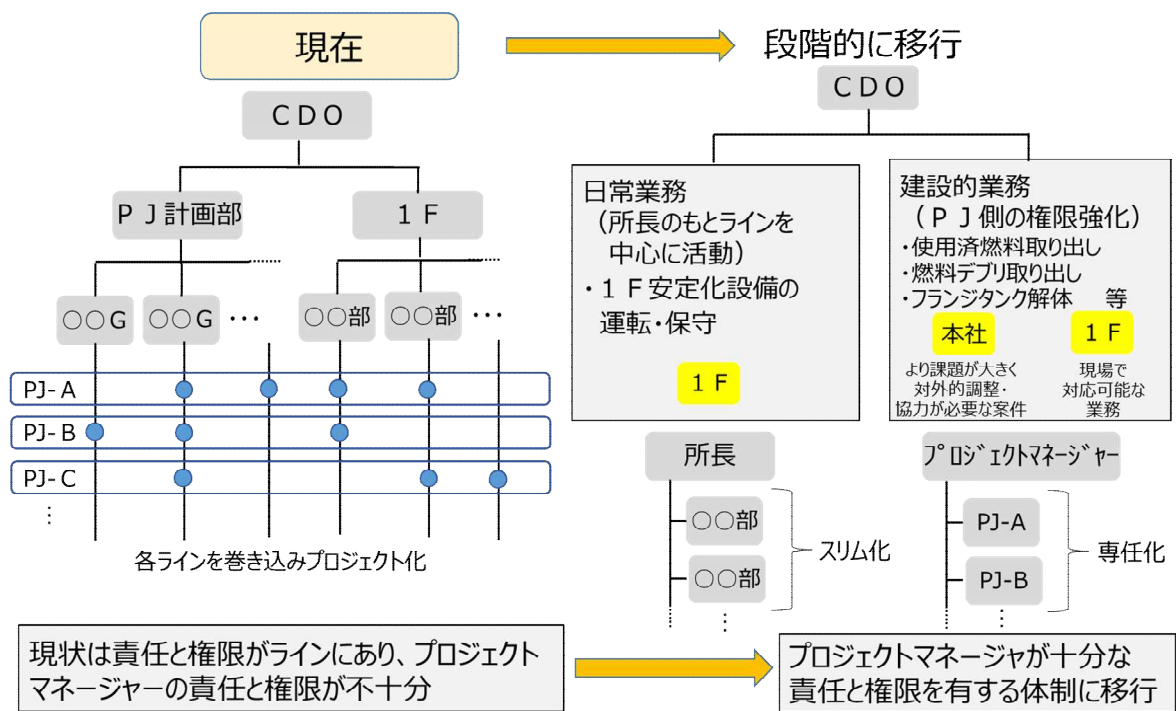 現在
段階的に移行
ＣＤＯ
ＰＪ計画部
１Ｆ
○○G
○○G
・・・
○○部
○○部
・・・
PJ-A
PJ-B
PJ-C
各ラインを巻き込みプロジェクト化
現状は責任と権限がラインにあり、プロジェクト
マネージャーの責任と権限が不十分
ＣＤＯ
日常業務
（所長のもとラインを
中心に活動）
・１Ｆ安定化設備の
運転・保守
１Ｆ
所長
○○部
○○部
スリム化
建設的業務
（ＰＪ側の権限強化）
・使用済燃料取り出し
・燃料デブリ取り出し
・フランジタンク解体　等
本社
より課題が大きく
対外的調整・
協力が必要な案件
１Ｆ
現場で
対応可能な
業務
ﾌﾟﾛｼﾞｪｸﾄﾏﾈｰｼﾞｬｰ
PJ-A
PJ-B
専任化
プロジェクトマネージャが十分な
責任と権限を有する体制に移行